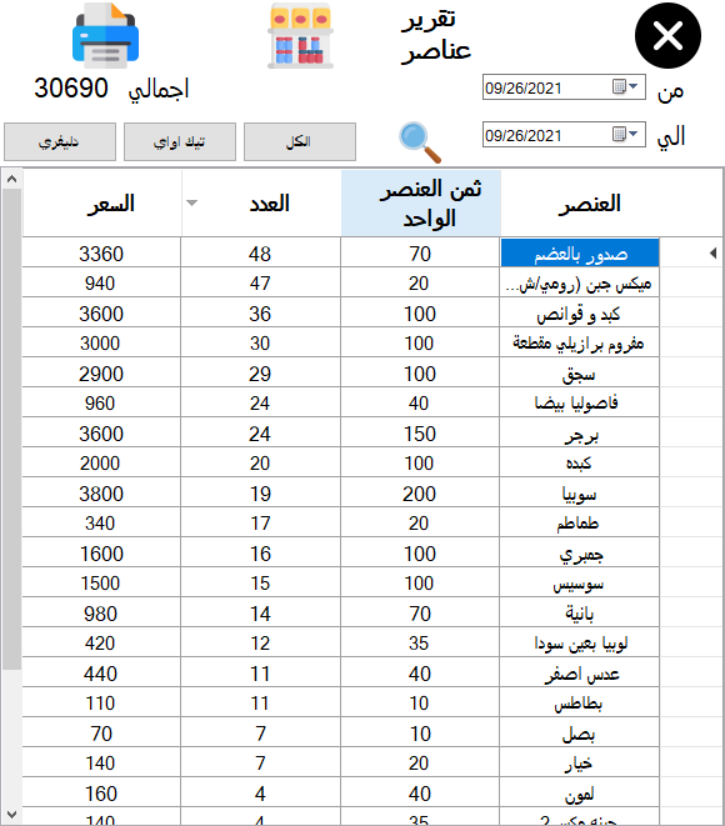 تقرير
عناصر
من 09/26/2021
الي 09/26/2021
اجمالي 30690
الكل تيك اواي دليفري
العنصر ثمن العنصر الواحد العدد السعر
صدور بالعضم 70 48 3360
ميكس جبن (رومي/ش... 20 47 940
كبد و قوانص 100 36 3600
مفروم برازيلي مقطعة 100 30 3000
سجق 100 29 2900
فاصوليا بيضا 40 24 960
برجر 150 24 3600
كبده 100 20 2000
سوبيا 200 19 3800
طماطم 20 17 340
جمبري 100 16 1600
سوسيس 100 15 1500
بانية 70 14 980
لوبيا بعين سودا 35 12 420
عدس اصفر 40 11 440
بطاطس 10 11 110
بصل 10 7 70
خيار 20 7 140
لمون 40 4 160
جبنه مكس 2 35 4 140